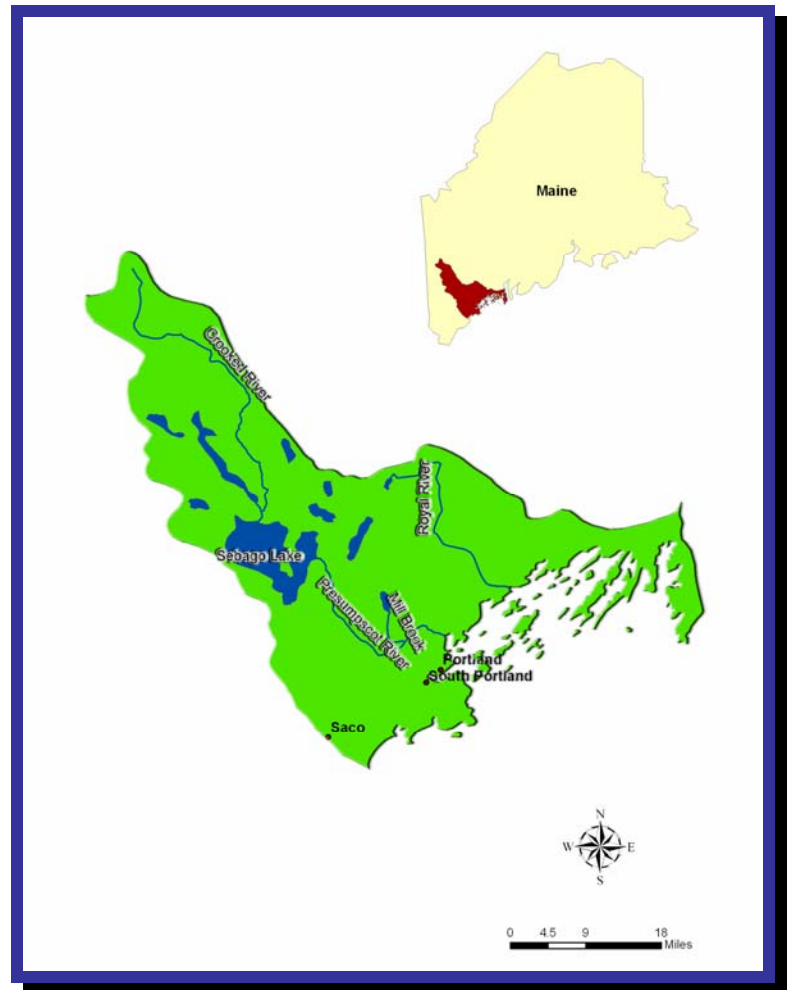 Maine
Crooked River
Royal River
Sebago Lake
Presumpscot River
Mill Brook
Portland
South Portland
Saco
N
W E
S
0 4.5 9 18
Miles